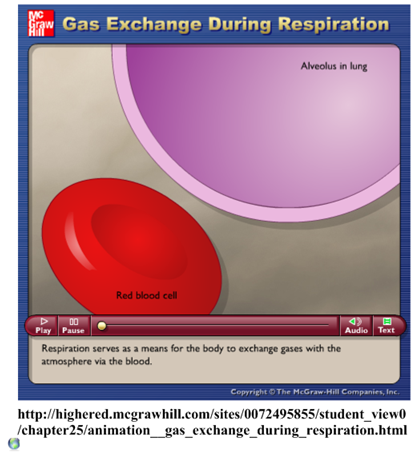 Mc
Graw
Hill
Gas Exchange During Respiration
Alveolus in lung
Red blood cell
Play
Pause
Audio
Text
Respiration serves as a means for the body to exchange gases with the
atmosphere via the blood.
Copyright © The McGraw-Hill Companies, Inc.
http://highered.mcgrawhill.com/sites/0072495855/student_view0
/chapter25/animation__gas_exchange_during_respiration.html